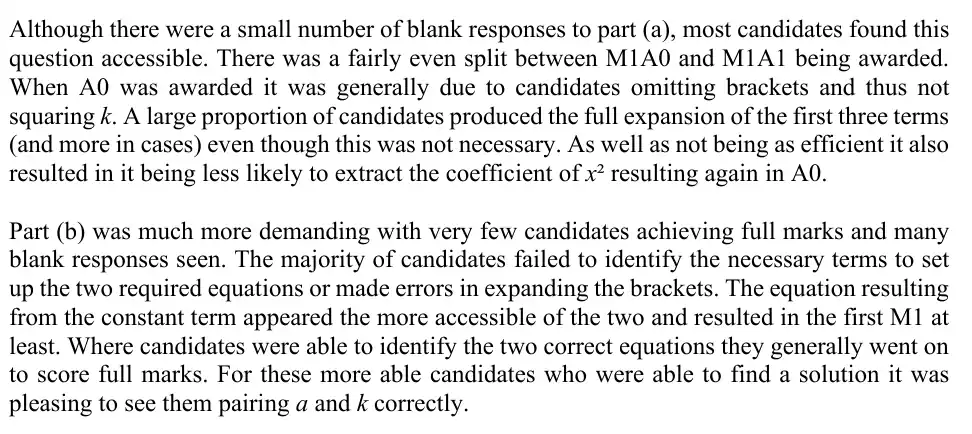 Although there were a small number of blank responses to part (a), most candidates found this
question accessible. There was a fairly even split between M1A0 and M1A1 being awarded.
When A0 was awarded it was generally due to candidates omitting brackets and thus not
squaring k. A large proportion of candidates produced the full expansion of the first three terms
(and more in cases) even though this was not necessary. As well as not being as efficient it also
resulted in it being less likely to extract the coefficient of x² resulting again in A0.
Part (b) was much more demanding with very few candidates achieving full marks and many
blank responses seen. The majority of candidates failed to identify the necessary terms to set
up the two required equations or made errors in expanding the brackets. The equation resulting
from the constant term appeared the more accessible of the two and resulted in the first M1 at
least. Where candidates were able to identify the two correct equations they generally went on
to score full marks. For these more able candidates who were able to find a solution it was
pleasing to see them pairing a and k correctly.